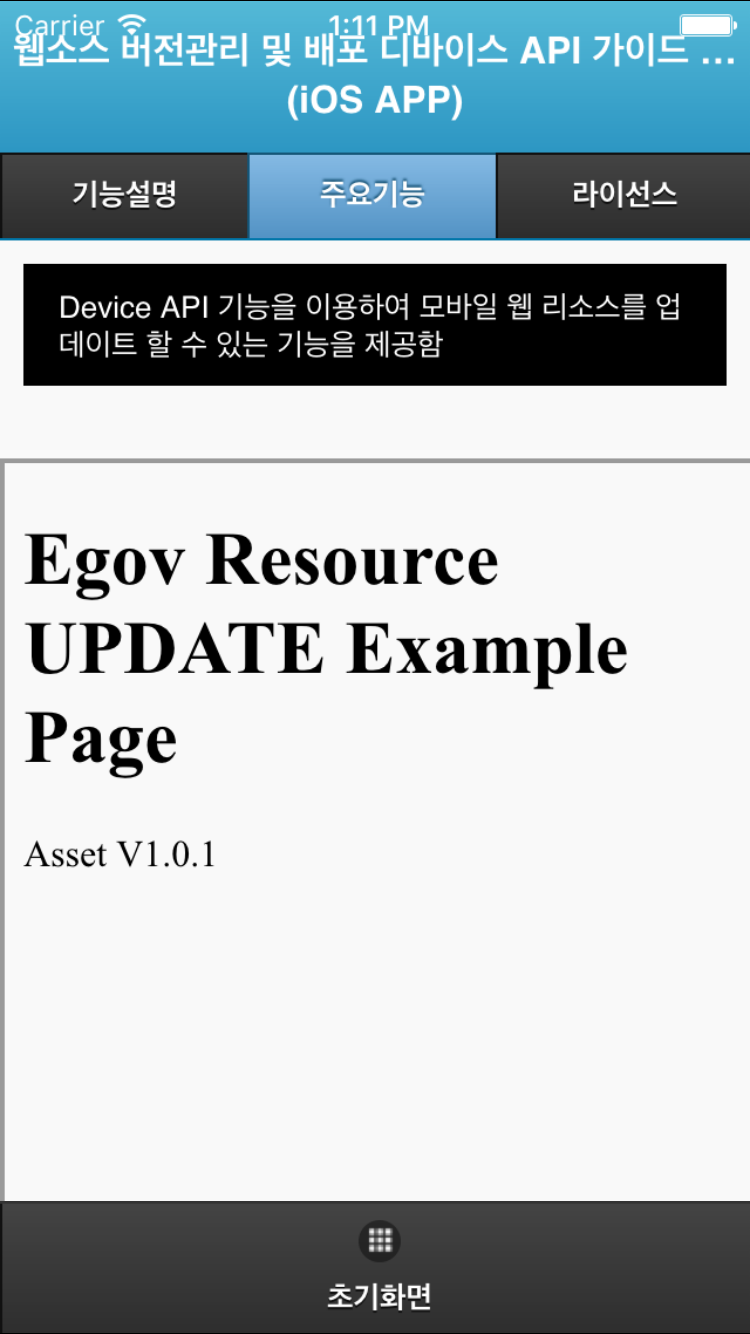 Carrier 1:11 PM
웹소스 버전관리 및 배포 디바이스 API 가이드 ...
(iOS APP)
기능설명 주요기능 라이선스
Device API 기능을 이용하여 모바일 웹 리소스를 업
데이트 할 수 있는 기능을 제공함
Egov Resource
UPDATE Example
Page
Asset V1.0.1
초기화면